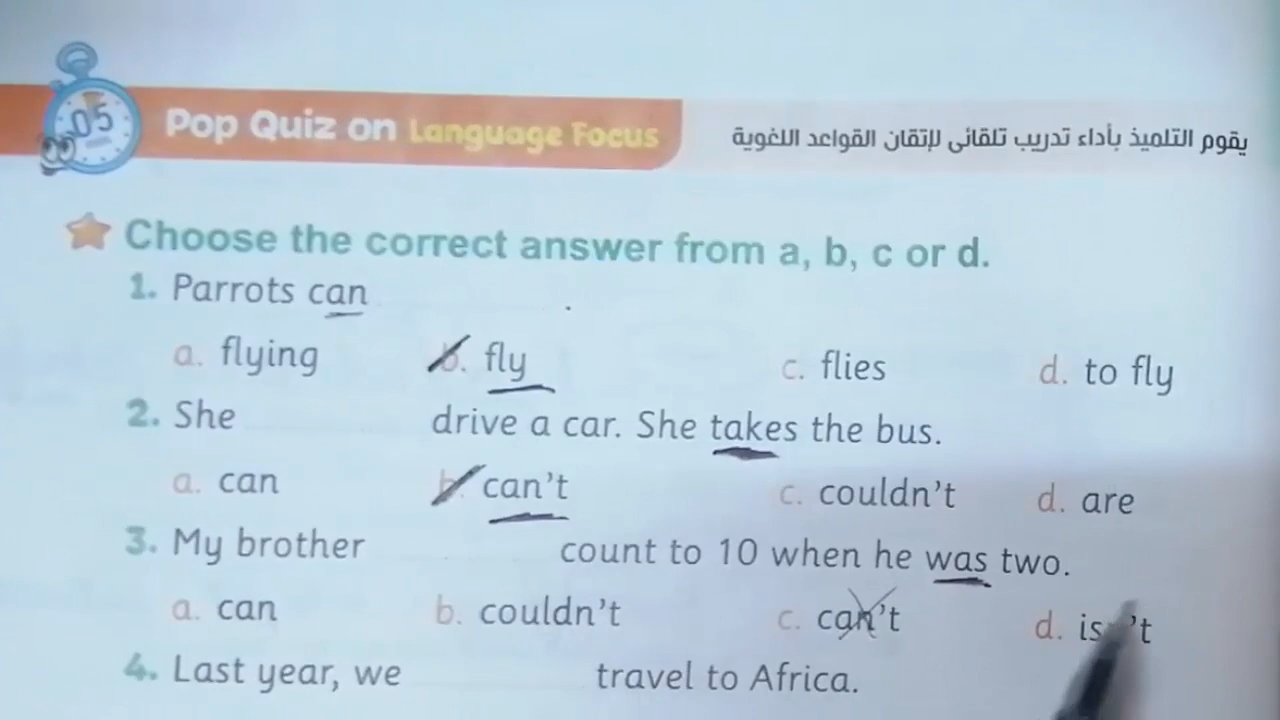 05
Pop Quiz on Language Focus
يقوم التلميذ بأداء تدريب تلقائى لإتقان القواعد اللغوية
Choose the correct answer from a, b, c or d.
1. Parrots can
a. flying b. fly c. flies d. to fly
2. She drive a car. She takes the bus.
a. can b. can't c. couldn't d. are
3. My brother count to 10 when he was two.
a. can b. couldn't c. can't d.
4. Last year, we travel to Africa.